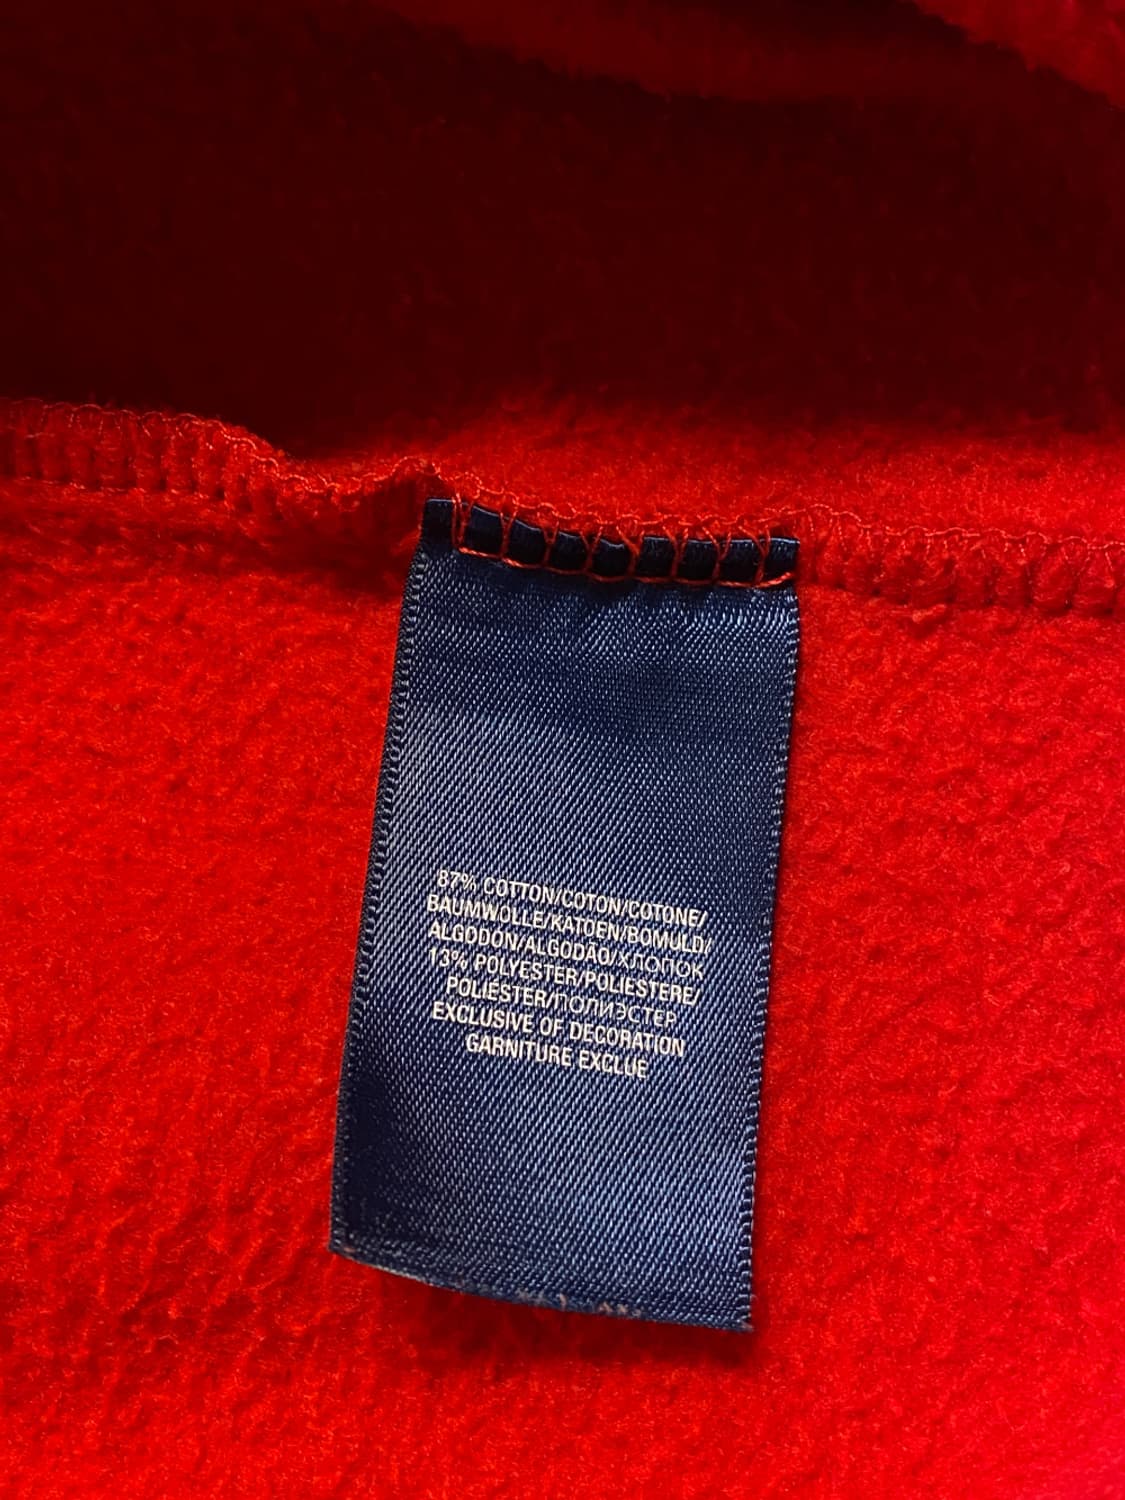 87% COTTON/COTON/COTONE/
BAUMWOLLE/KATOEN/BOMULD/
ALGODON/ALGODÃO/ХЛОПОК
13% POLYESTER/POLIESTERE/
POLIÉSTER/ПОЛИЭСТЕР
EXCLUSIVE OF DECORATION
GARNITURE EXCLUE